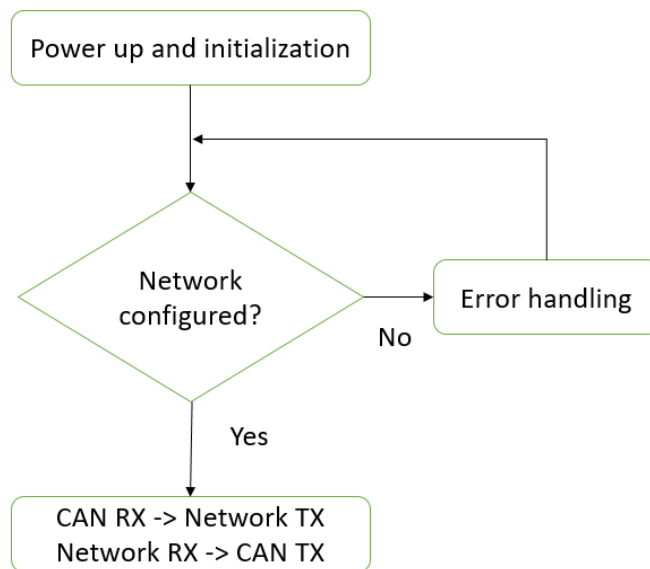 Power up and initialization
Network
configured?
Error handling
No
Yes
CAN RX -> Network TX
Network RX -> CAN TX